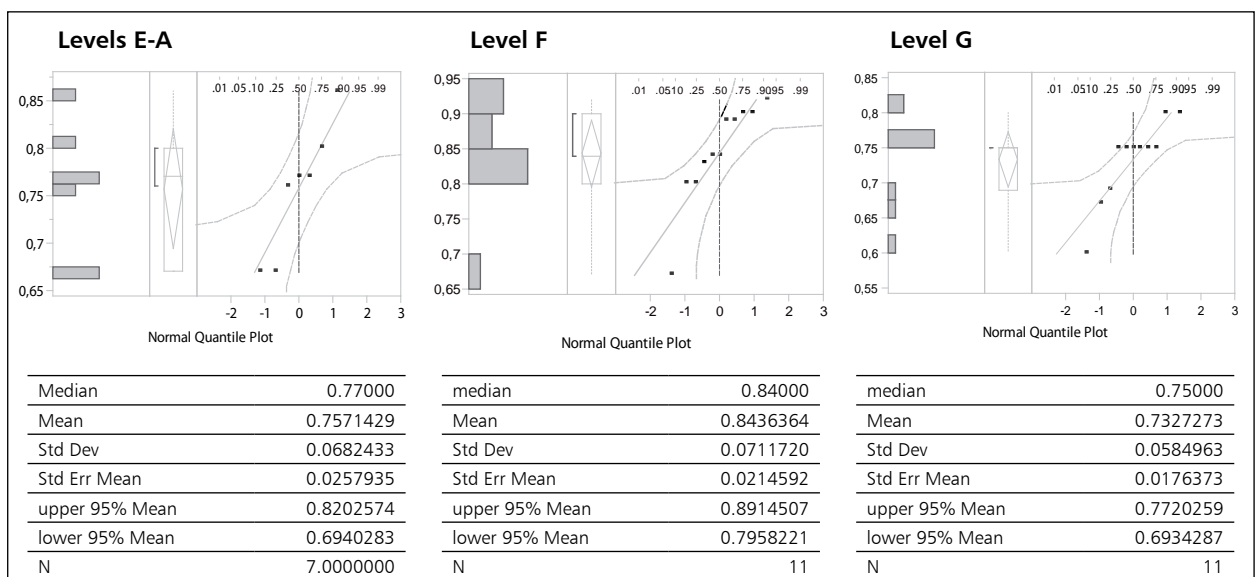 Levels E-A
.01 .05 .10 .25 .50 .75 .90 .95 .99
0,85
0,8
0,75
0,7
0,65
-2 -1 0 1 2 3
Normal Quantile Plot
Median 0.77000
Mean 0.7571429
Std Dev 0.0682433
Std Err Mean 0.0257935
upper 95% Mean 0.8202574
lower 95% Mean 0.6940283
N 7.0000000
Level F
.01 .0510 .25 .50 .75 .9095 .99
0,95
0,9
0,85
0,8
0,75
0,7
0,65
-2 -1 0 1 2 3
Normal Quantile Plot
median 0.84000
Mean 0.8436364
Std Dev 0.0711720
Std Err Mean 0.0214592
upper 95% Mean 0.8914507
lower 95% Mean 0.7958221
N 11
Level G
.01 .0510 .25 .50 .75 .9095 .99
0,85
0,8
0,75
0,7
0,65
0,6
0,55
-2 -1 0 1 2 3
Normal Quantile Plot
median 0.75000
Mean 0.7327273
Std Dev 0.0584963
Std Err Mean 0.0176373
upper 95% Mean 0.7720259
lower 95% Mean 0.6934287
N 11